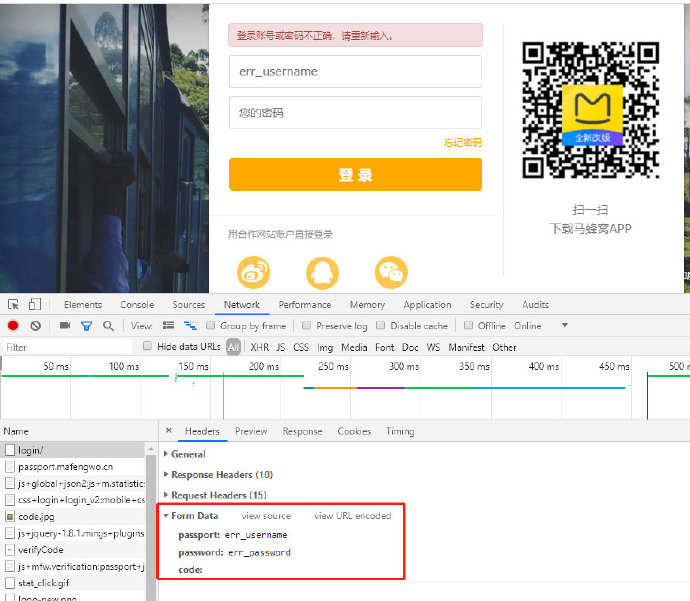 登录账号或密码不正确，请重新输入。
err_username
您的密码
忘记密码
登 录
用合作网站账户直接登录
全新改版
扫一扫
下载马蜂窝APP
Elements Console Sources Network Performance Memory Application Security Audits
View: Group by frame Preserve log Disable cache Offline Online
Filter Hide data URLs All XHR JS CSS Img Media Font Doc WS Manifest Other
50 ms 100 ms 150 ms 200 ms 250 ms 300 ms 350 ms 400 ms 450 ms 500 m
Name
× Headers Preview Response Cookies Timing
login/
passport.mafengwo.cn
js+global+json2:js+m.statistic
css+login+login_v2:mobile+cs
code.jpg
js+jquery-1.8.1min:js+plugins
verifyCode
js+mfw.verification:passport+j
stat_click.gif
logo-new.png
General
Response Headers (10)
Request Headers (15)
Form Data view source view URL encoded
passport: err_username
password: err_password
code: